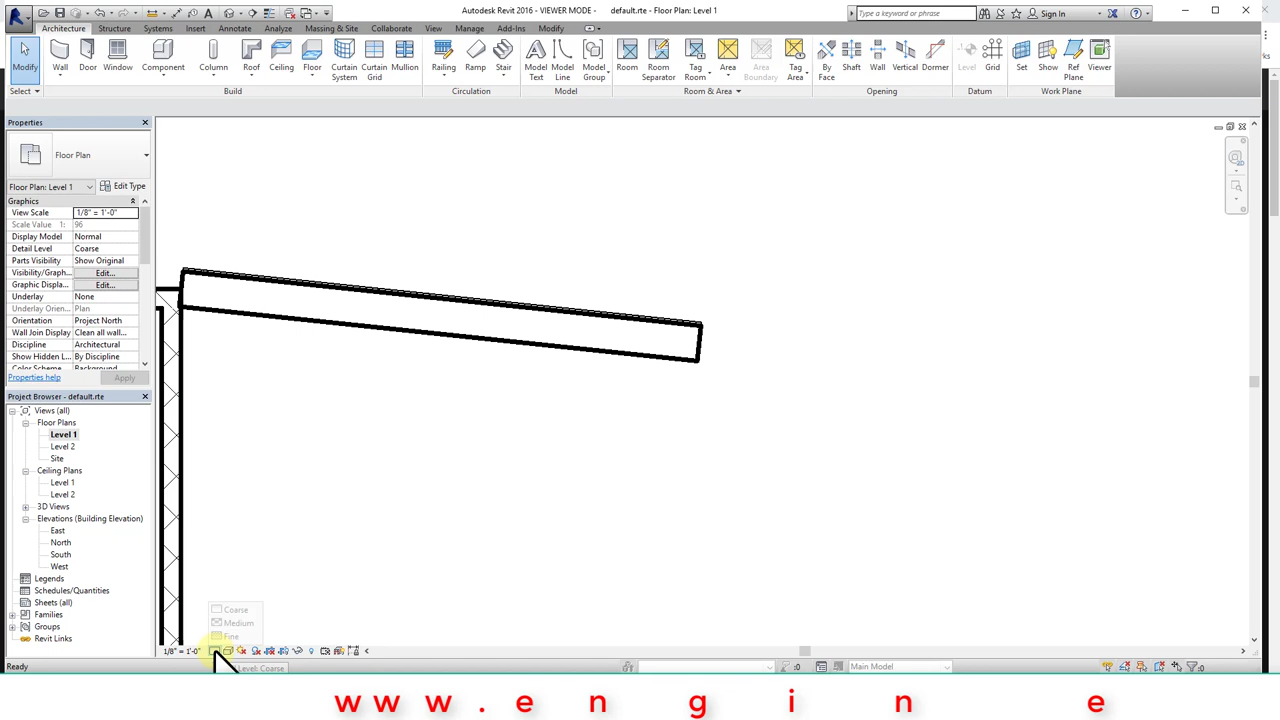 Autodesk Revit 2016 - VIEWER MODE - default.rte - Floor Plan: Level 1
Type a keyword or phrase
Sign In
Architecture Structure Systems Insert Annotate Analyze Massing & Site Collaborate View Manage Add-Ins Modify
Modify Wall Door Window Component Column Roof Ceiling Floor Curtain System Curtain Grid Mullion Railing Ramp Stair Model Text Model Line Model Group Room Room Separator Tag Room Area Area Boundary Tag Area By Face Shaft Wall Vertical Dormer Level Grid Set Show Ref Plane Viewer
Select Build Circulation Model Room & Area Opening Datum Work Plane
Properties
Floor Plan
Floor Plan: Level 1 Edit Type
Graphics
View Scale 1/8" = 1'-0"
Scale Value 1: 96
Display Model Normal
Detail Level Coarse
Parts Visibility Show Original
Visibility/Graph... Edit...
Graphic Displa... Edit...
Underlay None
Underlay Orien... Plan
Orientation Project North
Wall Join Display Clean all wall...
Discipline Architectural
Show Hidden L... By Discipline
Color Scheme Background
Properties help Apply
Project Browser - default.rte
Views (all)
Floor Plans
Level 1
Level 2
Site
Ceiling Plans
Level 1
Level 2
3D Views
Elevations (Building Elevation)
East
North
South
West
Legends
Schedules/Quantities
Sheets (all)
Families
Groups
Revit Links
Coarse
Medium
Fine
1/8" = 1'-0"
Level: Coarse
Ready
:0
Main Model
:0
www.engine